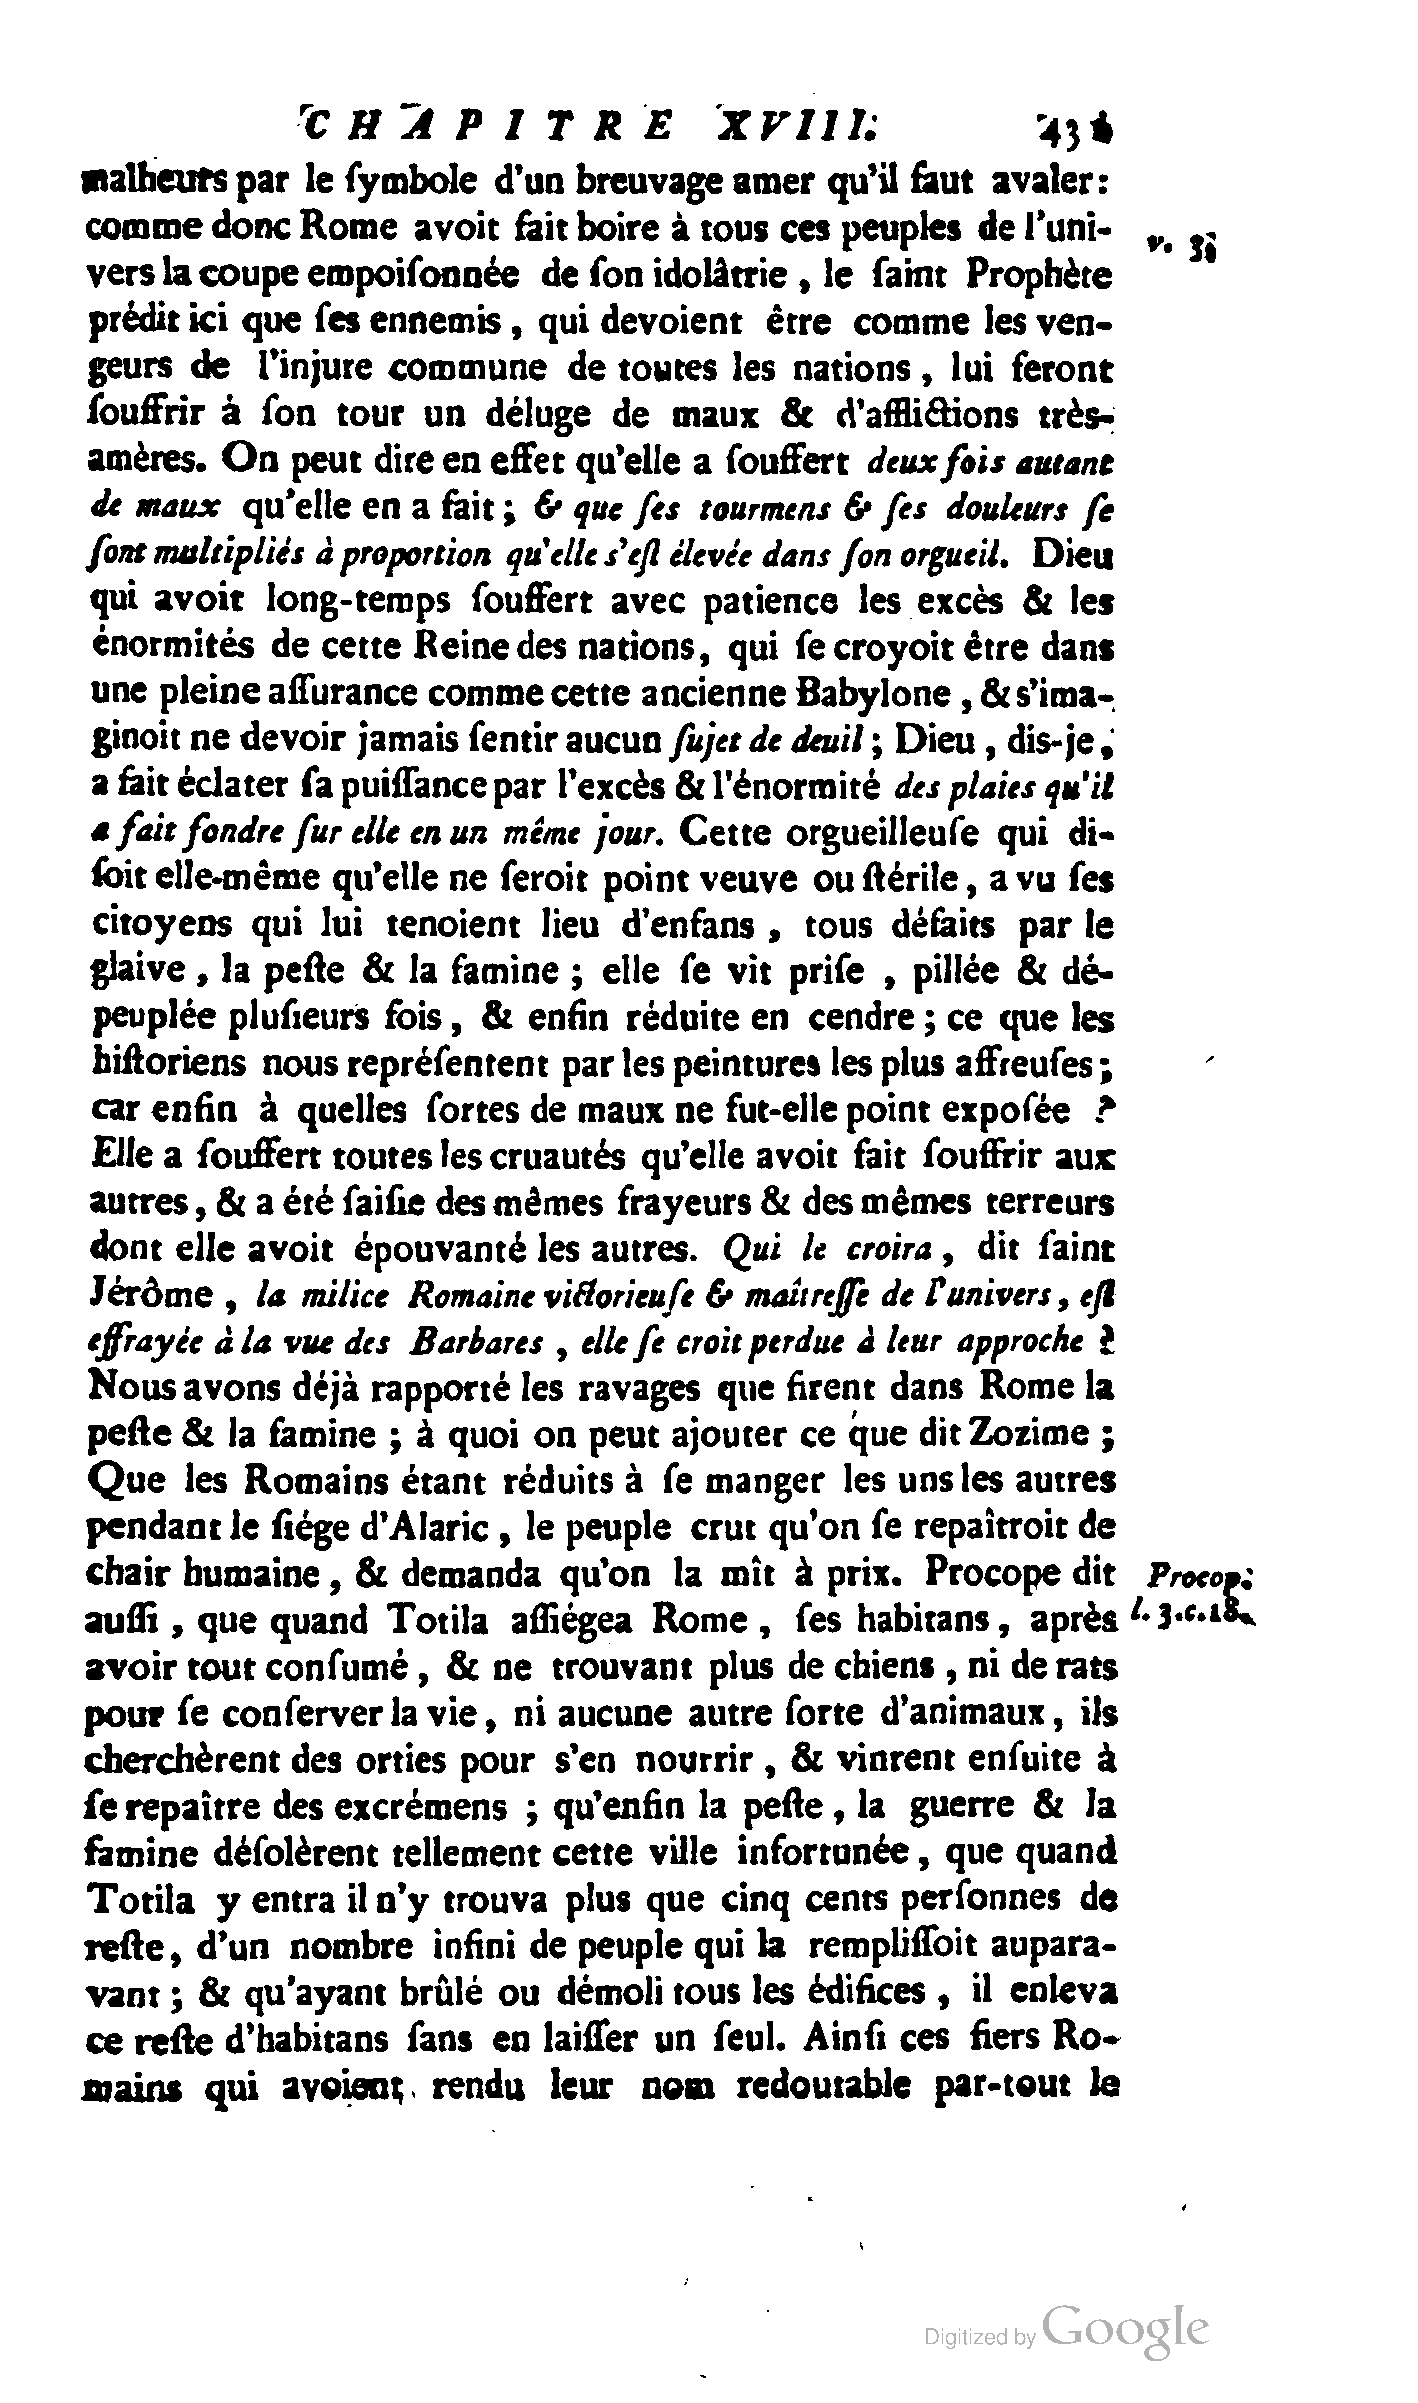 CHAPITRE XVIII. 431
malheurs par le ſymbole d'un breuvage amer qu'il faut avaler:
comme donc Rome avoit fait boire à tous ces peuples de l'uni-
v. 3.
vers la coupe empoiſonnée de ſon idolâtrie, le ſaint Prophète
prédit ici que ſes ennemis, qui devoient être comme les ven-
geurs de l'injure commune de toutes les nations, lui feront
ſouffrir à ſon tour un déluge de maux & d'afflictions très-
amères. On peut dire en effet qu'elle a ſouffert deux fois autant
de maux qu'elle en a fait; & que ſes tourmens & ſes douleurs ſe
ſont multipliés à proportion qu'elle s'eſt élevée dans ſon orgueil. Dieu
qui avoit long-temps ſouffert avec patience les excès & les
énormités de cette Reine des nations, qui ſe croyoit être dans
une pleine aſſurance comme cette ancienne Babylone, & s'ima-
ginoit ne devoir jamais ſentir aucun ſujet de deuil; Dieu, dis-je,
a fait éclater ſa puiſſance par l'excès & l'énormité des plaies qu'il
a fait fondre ſur elle en un même jour. Cette orgueilleuſe qui di-
ſoit elle-même qu'elle ne ſeroit point veuve ou ſtérile, a vu ſes
citoyens qui lui tenoient lieu d'enfans, tous défaits par le
glaive, la peſte & la famine; elle ſe vit priſe, pillée & dé-
peuplée pluſieurs fois, & enfin réduite en cendre; ce que les
hiſtoriens nous repréſentent par les peintures les plus affreuſes;
car enfin à quelles ſortes de maux ne fut-elle point expoſée?
Elle a ſouffert toutes les cruautés qu'elle avoit fait ſouffrir aux
autres, & a été ſaiſie des mêmes frayeurs & des mêmes terreurs
dont elle avoit épouvanté les autres. Qui le croira, dit ſaint
Jérôme, la milice Romaine victorieuſe & maîtreſſe de l'univers, eſt
effrayée à la vue des Barbares, elle ſe croit perdue à leur approche?
Nous avons déjà rapporté les ravages que firent dans Rome la
peſte & la famine; à quoi on peut ajouter ce que dit Zozime;
Que les Romains étant réduits à ſe manger les uns les autres
pendant le ſiége d'Alaric, le peuple crut qu'on ſe repaîtroit de
chair humaine, & demanda qu'on la mît à prix. Procope dit
Procop.
auſſi, que quand Totila aſſiégea Rome, ſes habitans, après
l. 3. c. 18.
avoir tout conſumé, & ne trouvant plus de chiens, ni de rats
pour ſe conſerver la vie, ni aucune autre ſorte d'animaux, ils
cherchèrent des orties pour s'en nourrir, & vinrent enſuite à
ſe repaître des excrémens; qu'enfin la peſte, la guerre & la
famine déſolèrent tellement cette ville infortunée, que quand
Totila y entra il n'y trouva plus que cinq cents perſonnes de
reſte, d'un nombre infini de peuple qui la rempliſſoit aupara-
vant; & qu'ayant brûlé ou démoli tous les édifices, il enleva
ce reſte d'habitans ſans en laiſſer un ſeul. Ainſi ces fiers Ro-
mains qui avoient rendu leur nom redoutable par-tout le
Digitized by Google